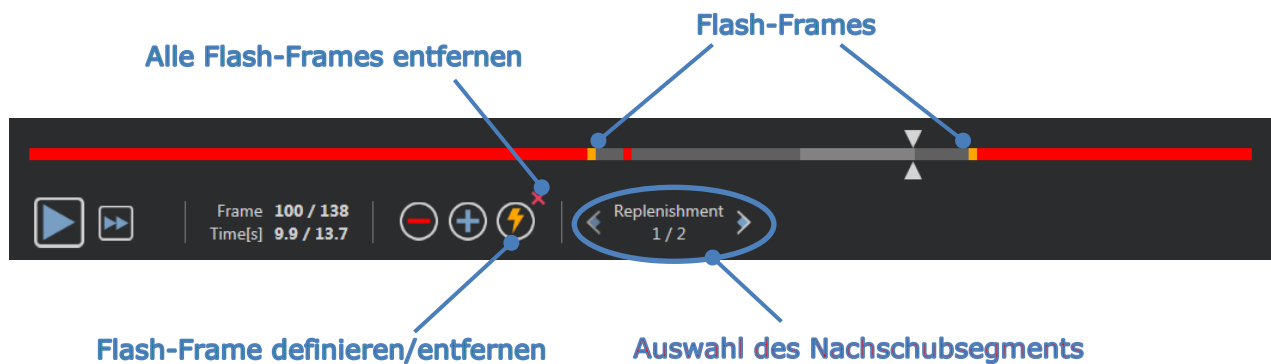 Flash-Frames
Alle Flash-Frames entfernen
Frame 100 / 138
Time[s] 9.9 / 13.7
Replenishment
1 / 2
Flash-Frame definieren/entfernen
Auswahl des Nachschubsegments